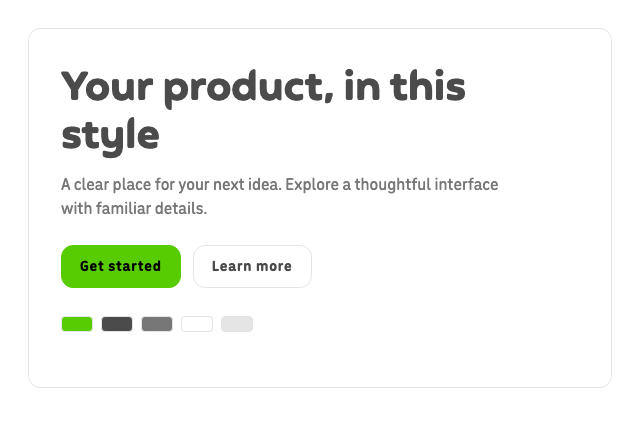 Your product, in this
style
A clear place for your next idea. Explore a thoughtful interface
with familiar details.
Get started
Learn more